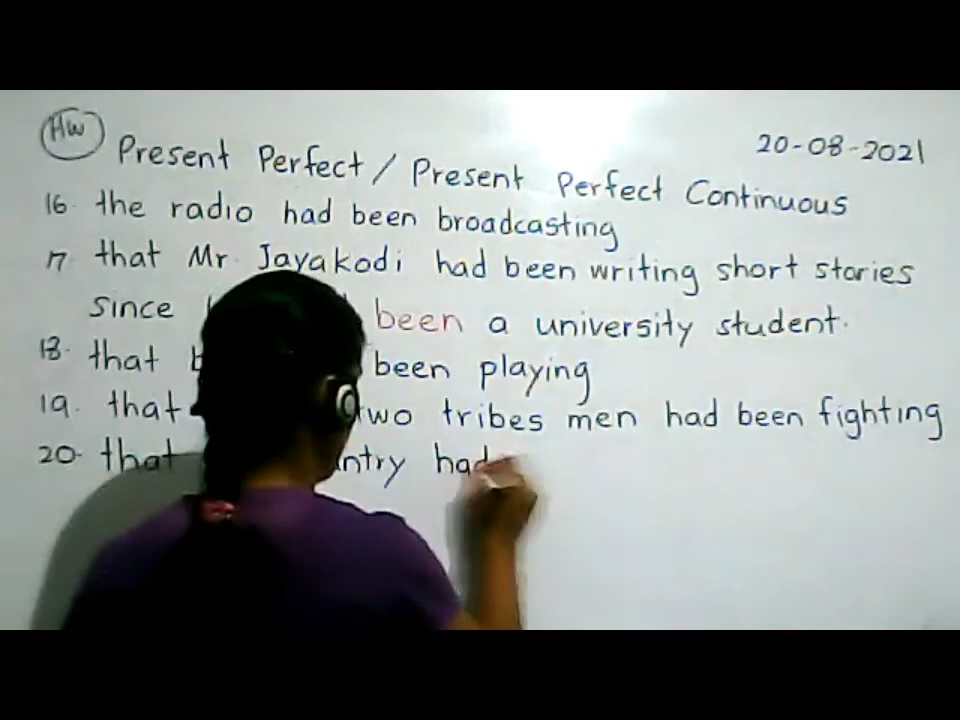 HW
20-08-2021
Present Perfect / Present Perfect Continuous
16. the radio had been broadcasting
17 that Mr. Jayakodi had been writing short stories
since been a university student.
18. that been playing
19. that two tribes men had been fighting
20. that had